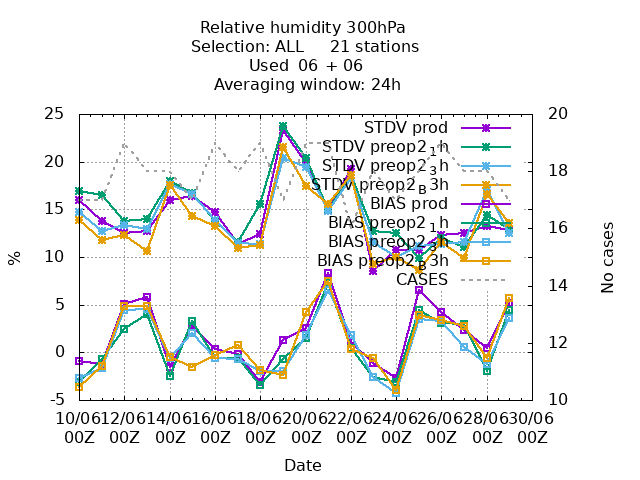 Relative humidity 300hPa
Selection: ALL 21 stations
Used 06 + 06
Averaging window: 24h
25
20
15
10
5
0
-5
%
20
18
16
14
12
10
No cases
STDV prod
STDV preop2_1h
STDV preop2_3h
STDV preop2_B3h
BIAS prod
BIAS preop2_1h
BIAS preop2_3h
BIAS preop2_B3h
CASES
10/06 12/06 14/06 16/06 18/06 20/06 22/06 24/06 26/06 28/06 30/06
00Z 00Z 00Z 00Z 00Z 00Z 00Z 00Z 00Z 00Z 00Z
Date